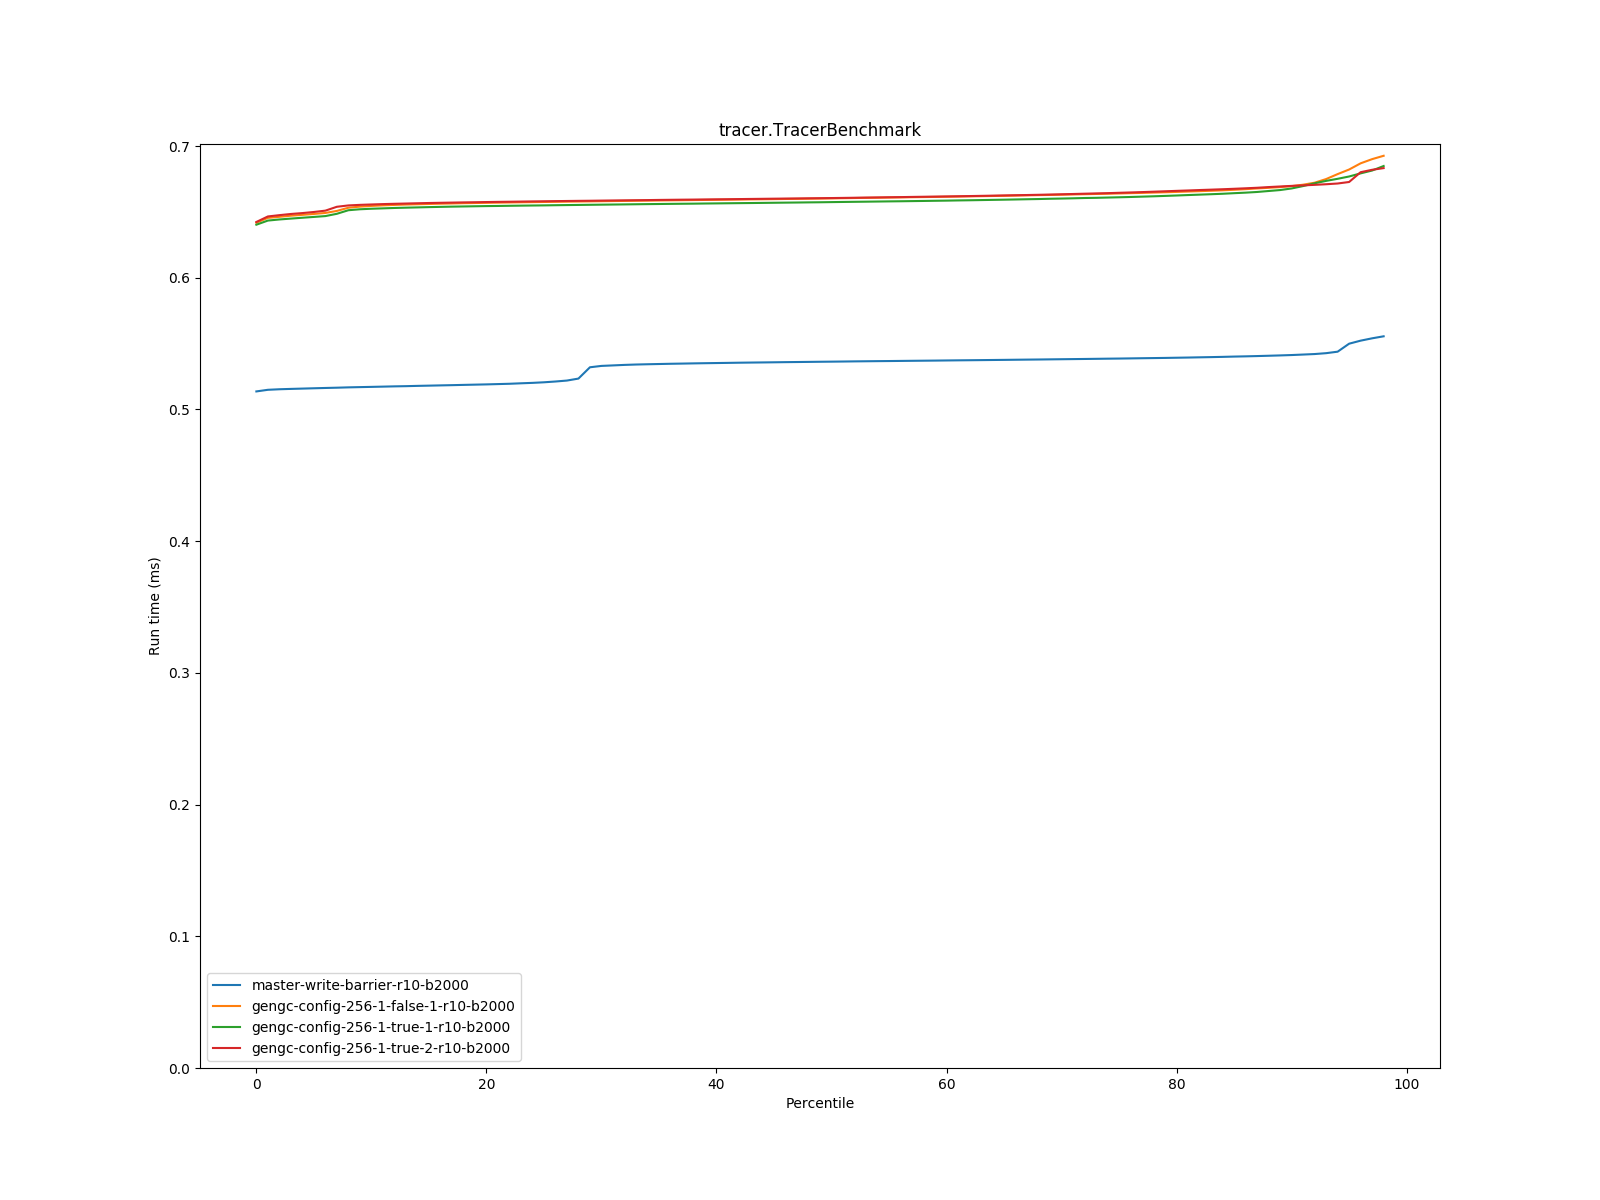 tracer.TracerBenchmark
0.7
0.6
0.5
0.4
0.3
0.2
0.1
0.0
Run time (ms)
master-write-barrier-r10-b2000
gengc-config-256-1-false-1-r10-b2000
gengc-config-256-1-true-1-r10-b2000
gengc-config-256-1-true-2-r10-b2000
0 20 40 60 80 100
Percentile